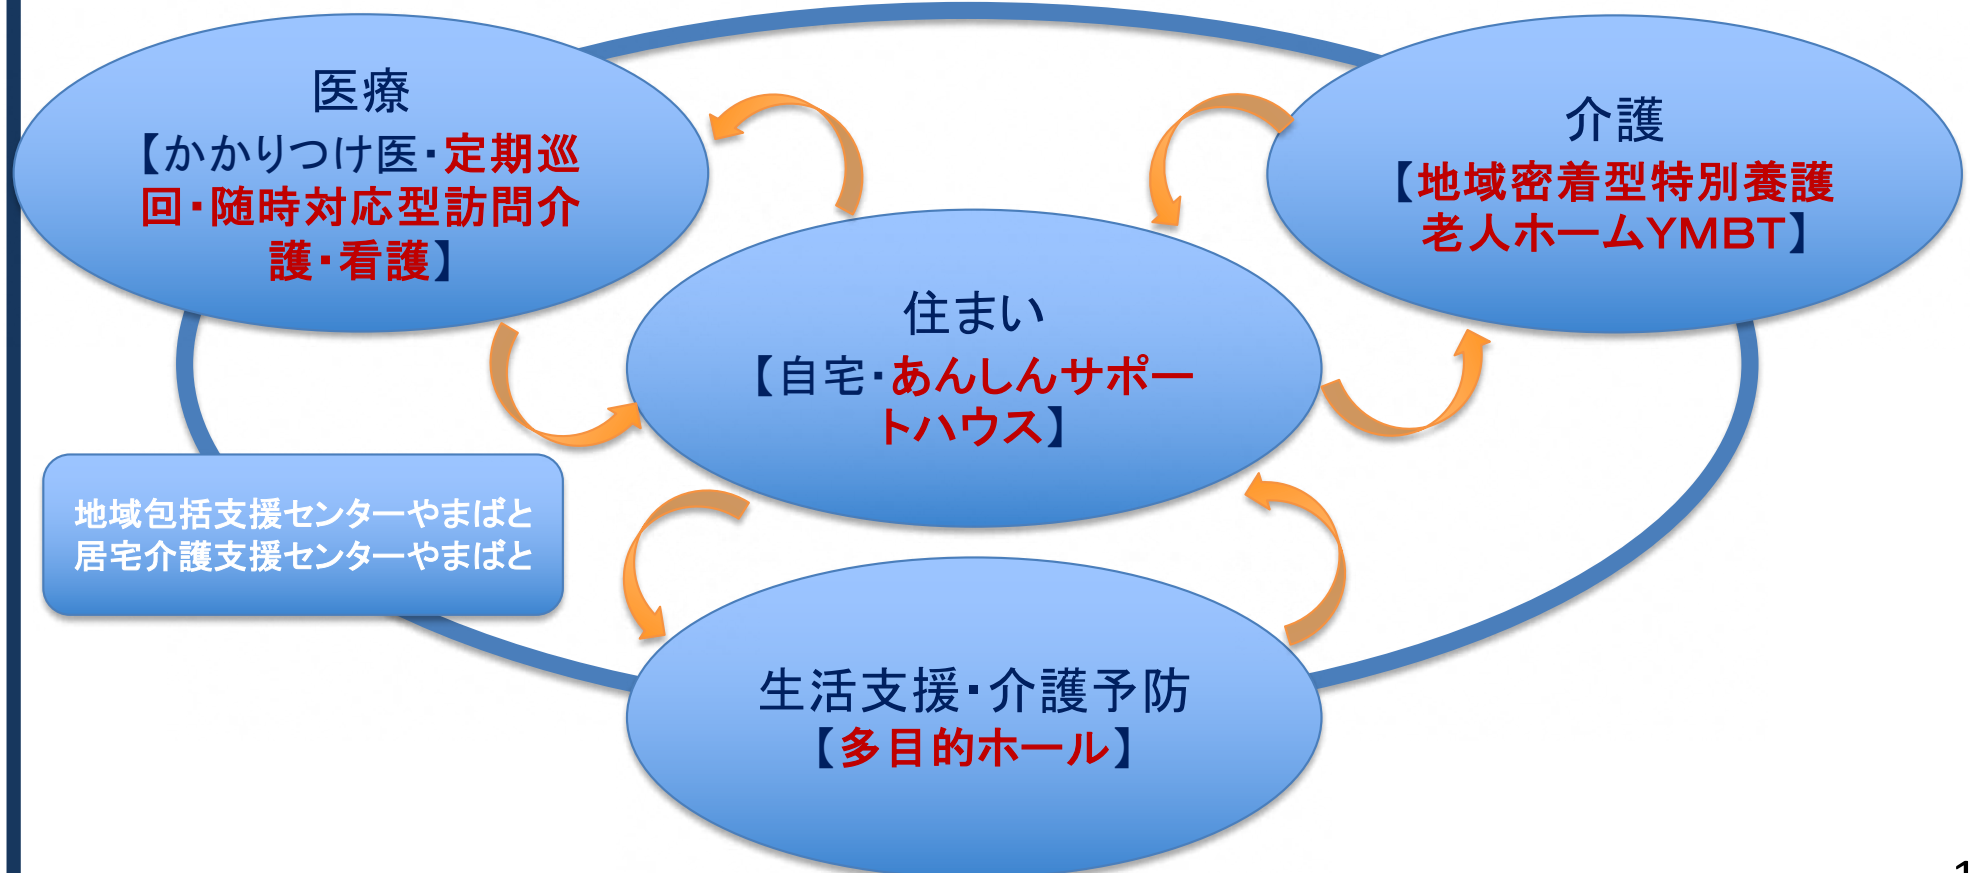 医療
【かかりつけ医・定期巡
回・随時対応型訪問介
護・看護】
介護
【地域密着型特別養護
老人ホームYMBT】
住まい
【自宅・あんしんサポー
トハウス】
地域包括支援センターやまばと
居宅介護支援センターやまばと
生活支援・介護予防
【多目的ホール】